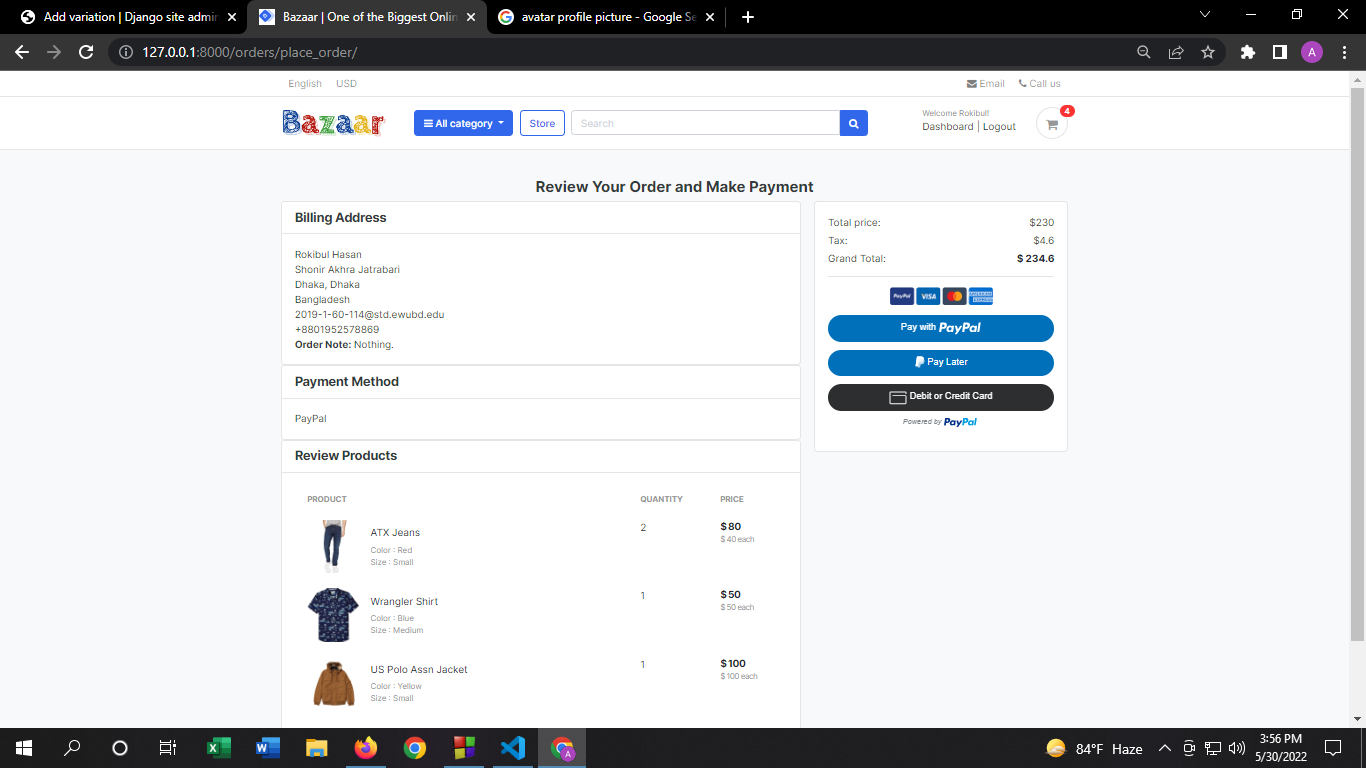 Add variation | Django site admin
Bazaar | One of the Biggest Onlin
avatar profile picture - Google Se
127.0.0.1:8000/orders/place_order/
A
English USD
Email Call us
Bazaar
All category
Store
Search
Welcome Rokibul!
Dashboard | Logout
4
Review Your Order and Make Payment
Billing Address
Rokibul Hasan
Shonir Akhra Jatrabari
Dhaka, Dhaka
Bangladesh
2019-1-60-114@std.ewubd.edu
+8801952578869
Order Note: Nothing.
Payment Method
PayPal
Review Products
PRODUCT QUANTITY PRICE
ATX Jeans 2 $ 80
$ 40 each
Color : Red
Size : Small
Wrangler Shirt 1 $ 50
$ 50 each
Color : Blue
Size : Medium
US Polo Assn Jacket 1 $ 100
$ 100 each
Color : Yellow
Size : Small
Total price: $230
Tax: $4.6
Grand Total: $ 234.6
PayPal VISA AMERICAN EXPRESS
Pay with PayPal
Pay Later
Debit or Credit Card
Powered by PayPal
84°F Haze
3:56 PM
5/30/2022